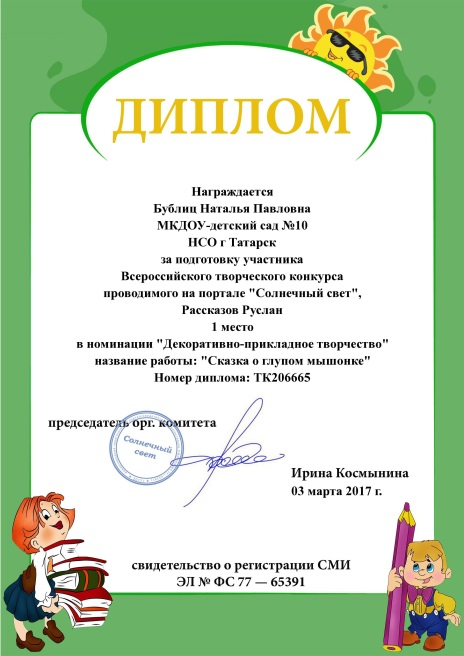 ДИПЛОМ
Награждается
Бублиц Наталья Павловна
МКДОУ-детский сад №10
НСО г Татарск
за подготовку участника
Всероссийского творческого конкурса
проводимого на портале "Солнечный свет",
Рассказов Руслан
1 место
в номинации "Декоративно-прикладное творчество"
название работы: "Сказка о глупом мышонке"
Номер диплома: ТК206665
председатель орг. комитета
Солнечный
свет
Ирина Космынина
03 марта 2017 г.
свидетельство о регистрации СМИ
ЭЛ № ФС 77 — 65391